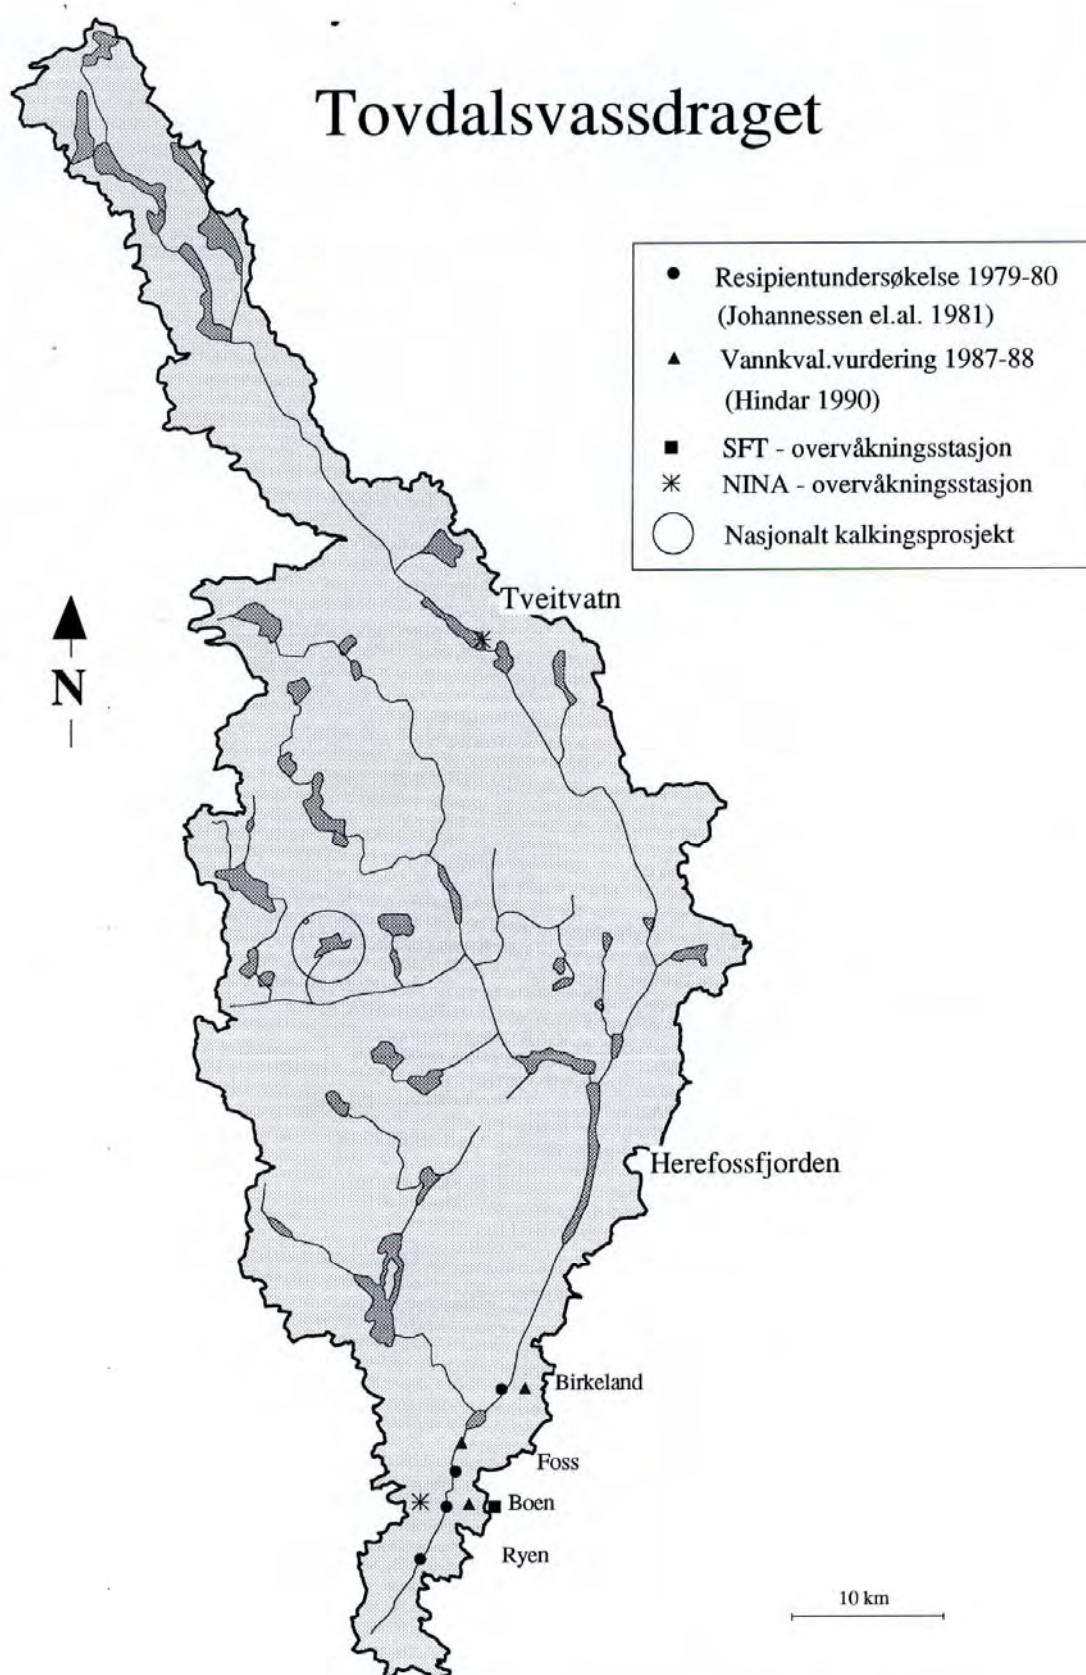 Tovdalsvassdraget
Resipientundersøkelse 1979-80
(Johannessen el.al. 1981)
Vannkval.vurdering 1987-88
(Hindar 1990)
SFT - overvåkningsstasjon
NINA - overvåkningsstasjon
Nasjonalt kalkingsprosjekt
Tveitvatn
N
Herefossfjorden
Birkeland
Foss
Boen
Ryen
10 km